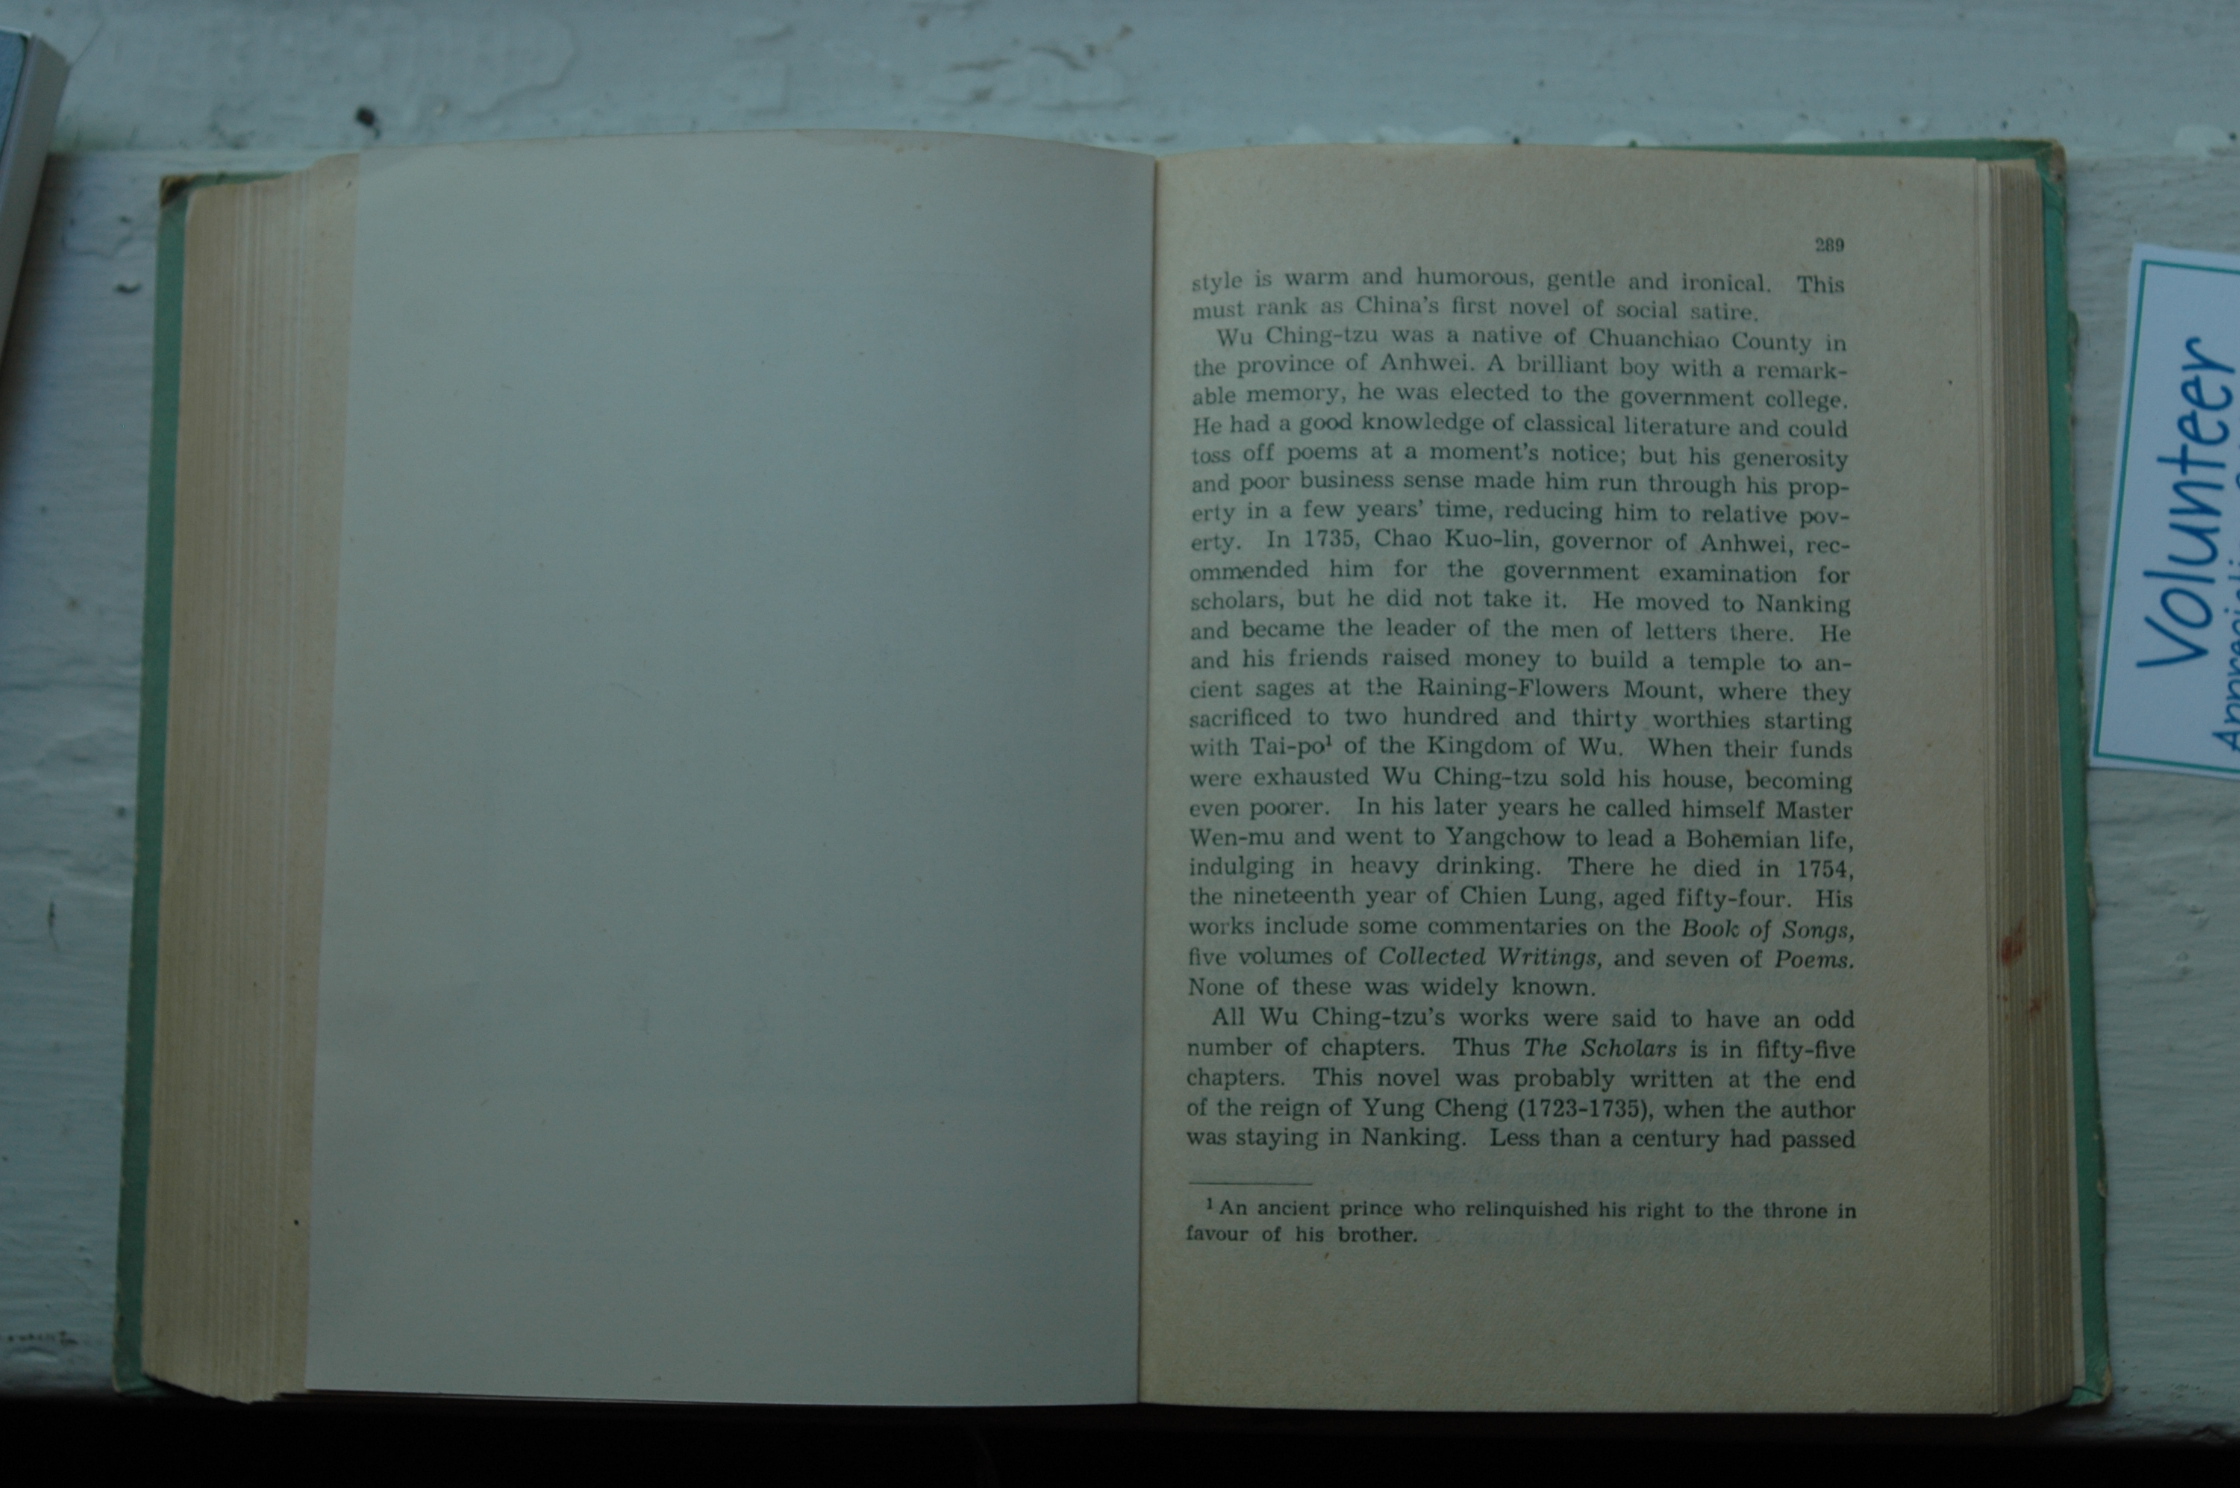 289
style is warm and humorous, gentle and ironical. This
must rank as China's first novel of social satire.
Wu Ching-tzu was a native of Chuanchiao County in
the province of Anhwei. A brilliant boy with a remark-
able memory, he was elected to the government college.
He had a good knowledge of classical literature and could
toss off poems at a moment's notice; but his generosity
and poor business sense made him run through his prop-
erty in a few years' time, reducing him to relative pov-
erty. In 1735, Chao Kuo-lin, governor of Anhwei, rec-
ommended him for the government examination for
scholars, but he did not take it. He moved to Nanking
and became the leader of the men of letters there. He
and his friends raised money to build a temple to an-
cient sages at the Raining-Flowers Mount, where they
sacrificed to two hundred and thirty worthies starting
with Tai-po¹ of the Kingdom of Wu. When their funds
were exhausted Wu Ching-tzu sold his house, becoming
even poorer. In his later years he called himself Master
Wen-mu and went to Yangchow to lead a Bohemian life,
indulging in heavy drinking. There he died in 1754,
the nineteenth year of Chien Lung, aged fifty-four. His
works include some commentaries on the Book of Songs,
five volumes of Collected Writings, and seven of Poems.
None of these was widely known.
All Wu Ching-tzu's works were said to have an odd
number of chapters. Thus The Scholars is in fifty-five
chapters. This novel was probably written at the end
of the reign of Yung Cheng (1723-1735), when the author
was staying in Nanking. Less than a century had passed
¹ An ancient prince who relinquished his right to the throne in
favour of his brother.
Volunteer